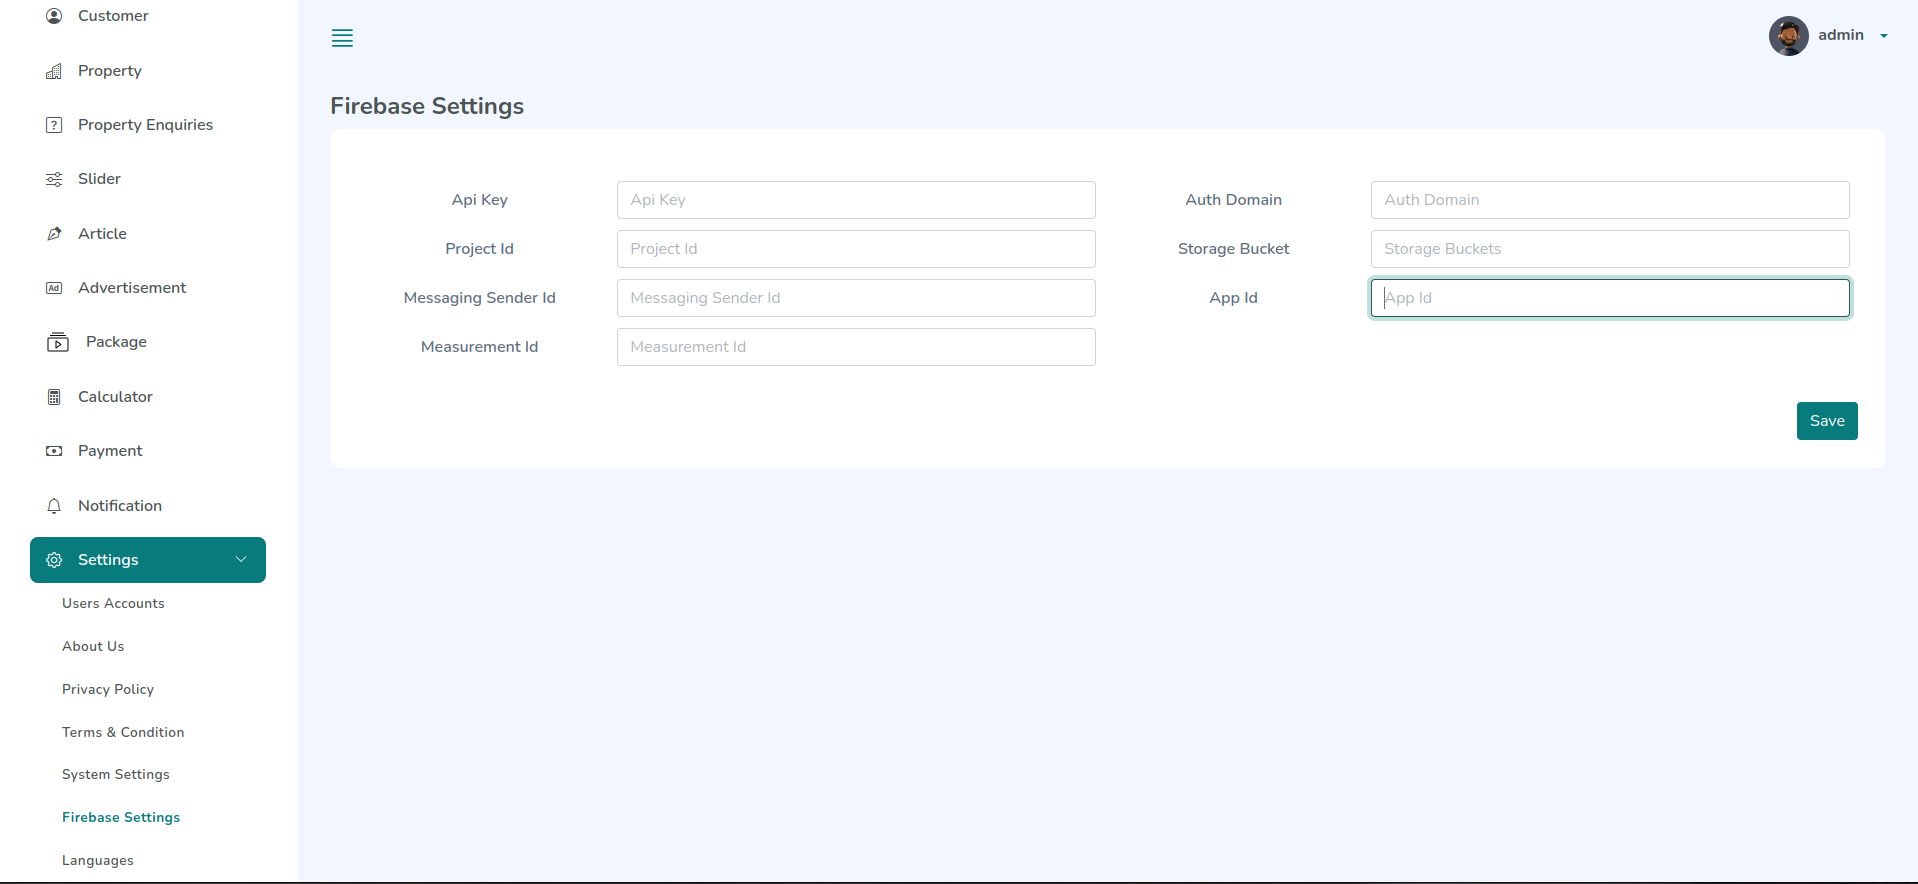 Customer
Property
?
Property Enquiries
Slider
Article
Ad
Advertisement
Package
Calculator
Payment
Notification
Settings
Users Accounts
About Us
Privacy Policy
Terms & Condition
System Settings
Firebase Settings
Languages
admin
Firebase Settings
Api Key
Api Key
Auth Domain
Auth Domain
Project Id
Project Id
Storage Bucket
Storage Buckets
Messaging Sender Id
Messaging Sender Id
App Id
App Id
Measurement Id
Measurement Id
Save